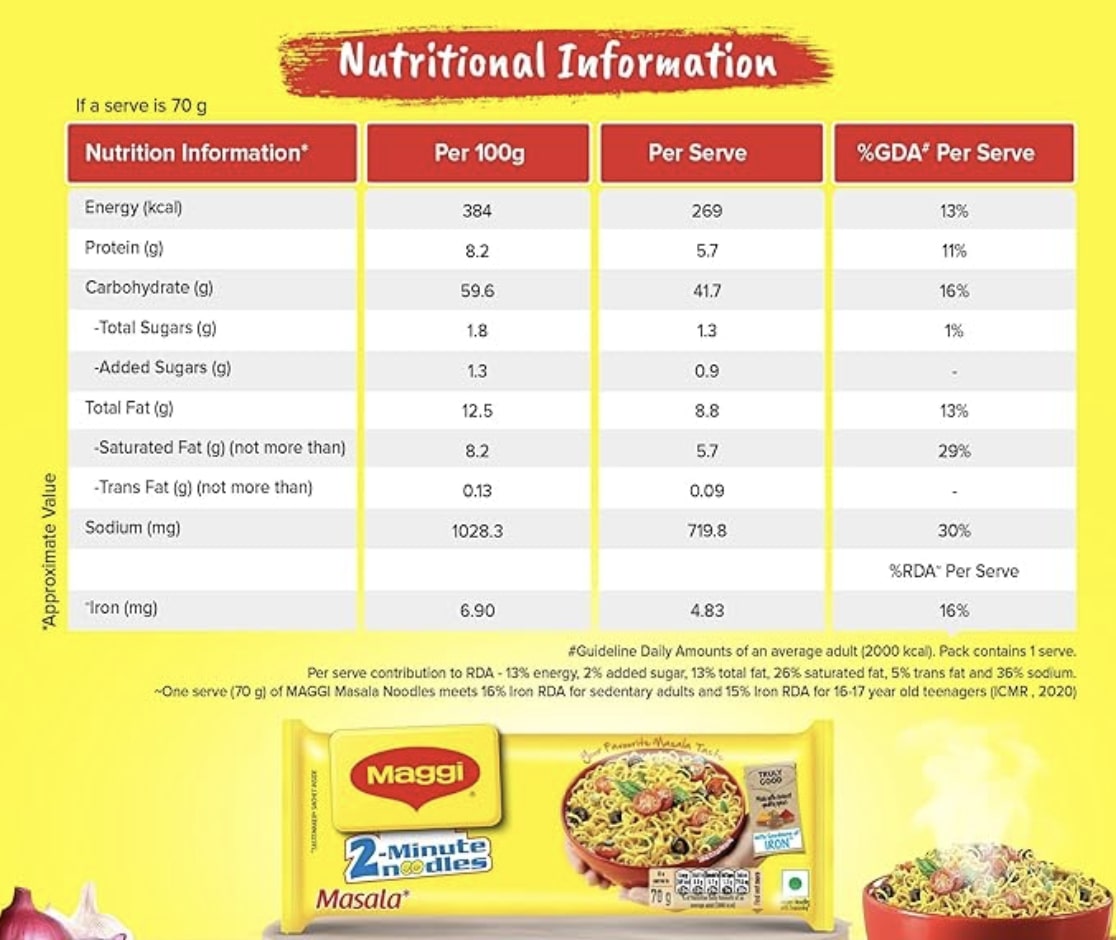 Nutritional Information
If a serve is 70 g
Nutrition Information* Per 100g Per Serve %GDA# Per Serve
Energy (kcal) 384 269 13%
Protein (g) 8.2 5.7 11%
Carbohydrate (g) 59.6 41.7 16%
-Total Sugars (g) 1.8 1.3 1%
-Added Sugars (g) 1.3 0.9 -
Total Fat (g) 12.5 8.8 13%
-Saturated Fat (g) (not more than) 8.2 5.7 29%
-Trans Fat (g) (not more than) 0.13 0.09 -
Sodium (mg) 1028.3 719.8 30%
%RDA~ Per Serve
~Iron (mg) 6.90 4.83 16%
*Approximate Value
#Guideline Daily Amounts of an average adult (2000 kcal). Pack contains 1 serve.
Per serve contribution to RDA - 13% energy, 2% added sugar, 13% total fat, 26% saturated fat, 5% trans fat and 36% sodium.
~One serve (70 g) of MAGGI Masala Noodles meets 16% Iron RDA for sedentary adults and 15% Iron RDA for 16-17 year old teenagers (ICMR , 2020)
Your Favourite Masala Taste
Maggi
®
TRULY
GOOD
2-Minute
noodles
IRON
Masala*
70 g